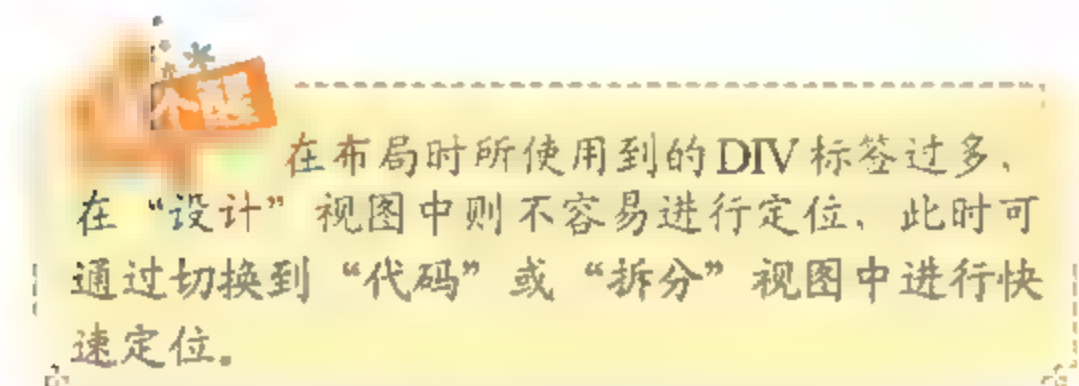 个醒
在布局时所使用到的DIV标签过多，
在“设计”视图中则不容易进行定位，此时可
通过切换到“代码”或“拆分”视图中进行快
速定位。